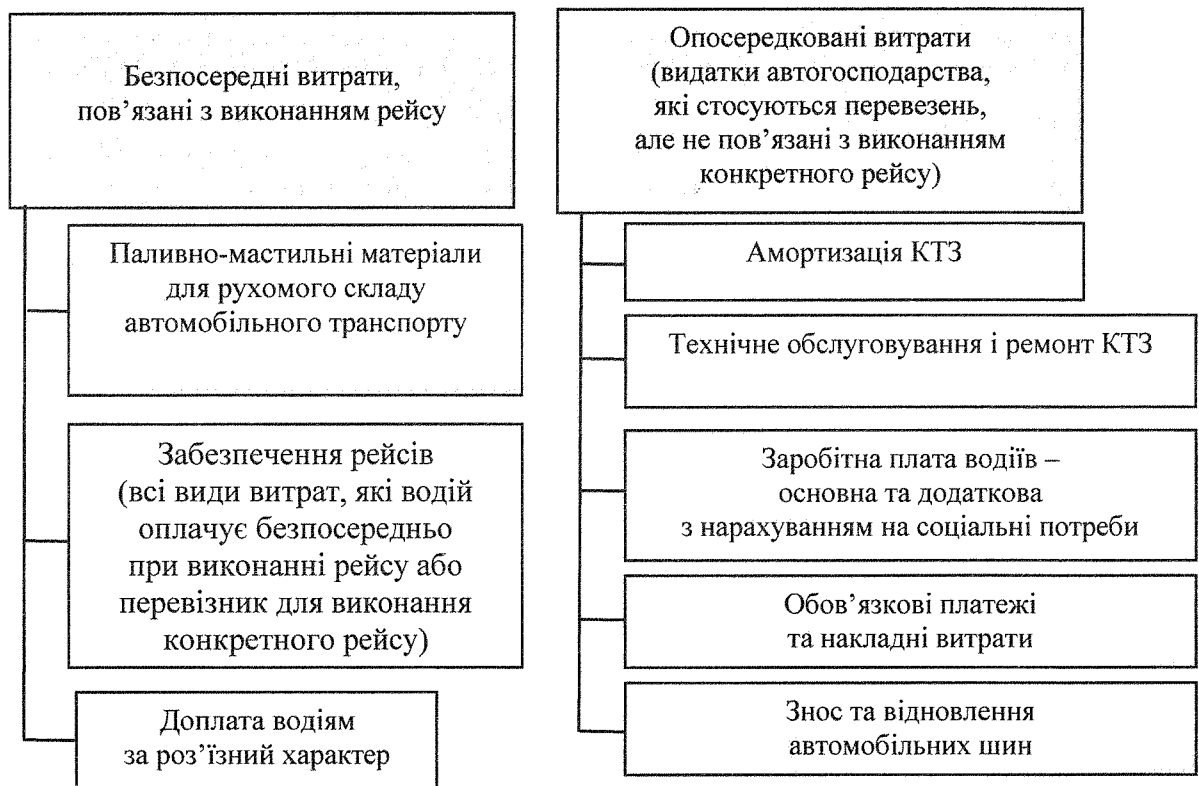 Безпосередні витрати,
пов’язані з виконанням рейсу
Паливно-мастильні матеріали
для рухомого складу
автомобільного транспорту
Забезпечення рейсів
(всі види витрат, які водій
оплачує безпосередньо
при виконанні рейсу або
перевізник для виконання
конкретного рейсу)
Доплата водіям
за роз’їзний характер
Опосередковані витрати
(видатки автогосподарства,
які стосуються перевезень,
але не пов’язані з виконанням
конкретного рейсу)
Амортизація КТЗ
Технічне обслуговування і ремонт КТЗ
Заробітна плата водіїв –
основна та додаткова
з нарахуванням на соціальні потреби
Обов’язкові платежі
та накладні витрати
Знос та відновлення
автомобільних шин